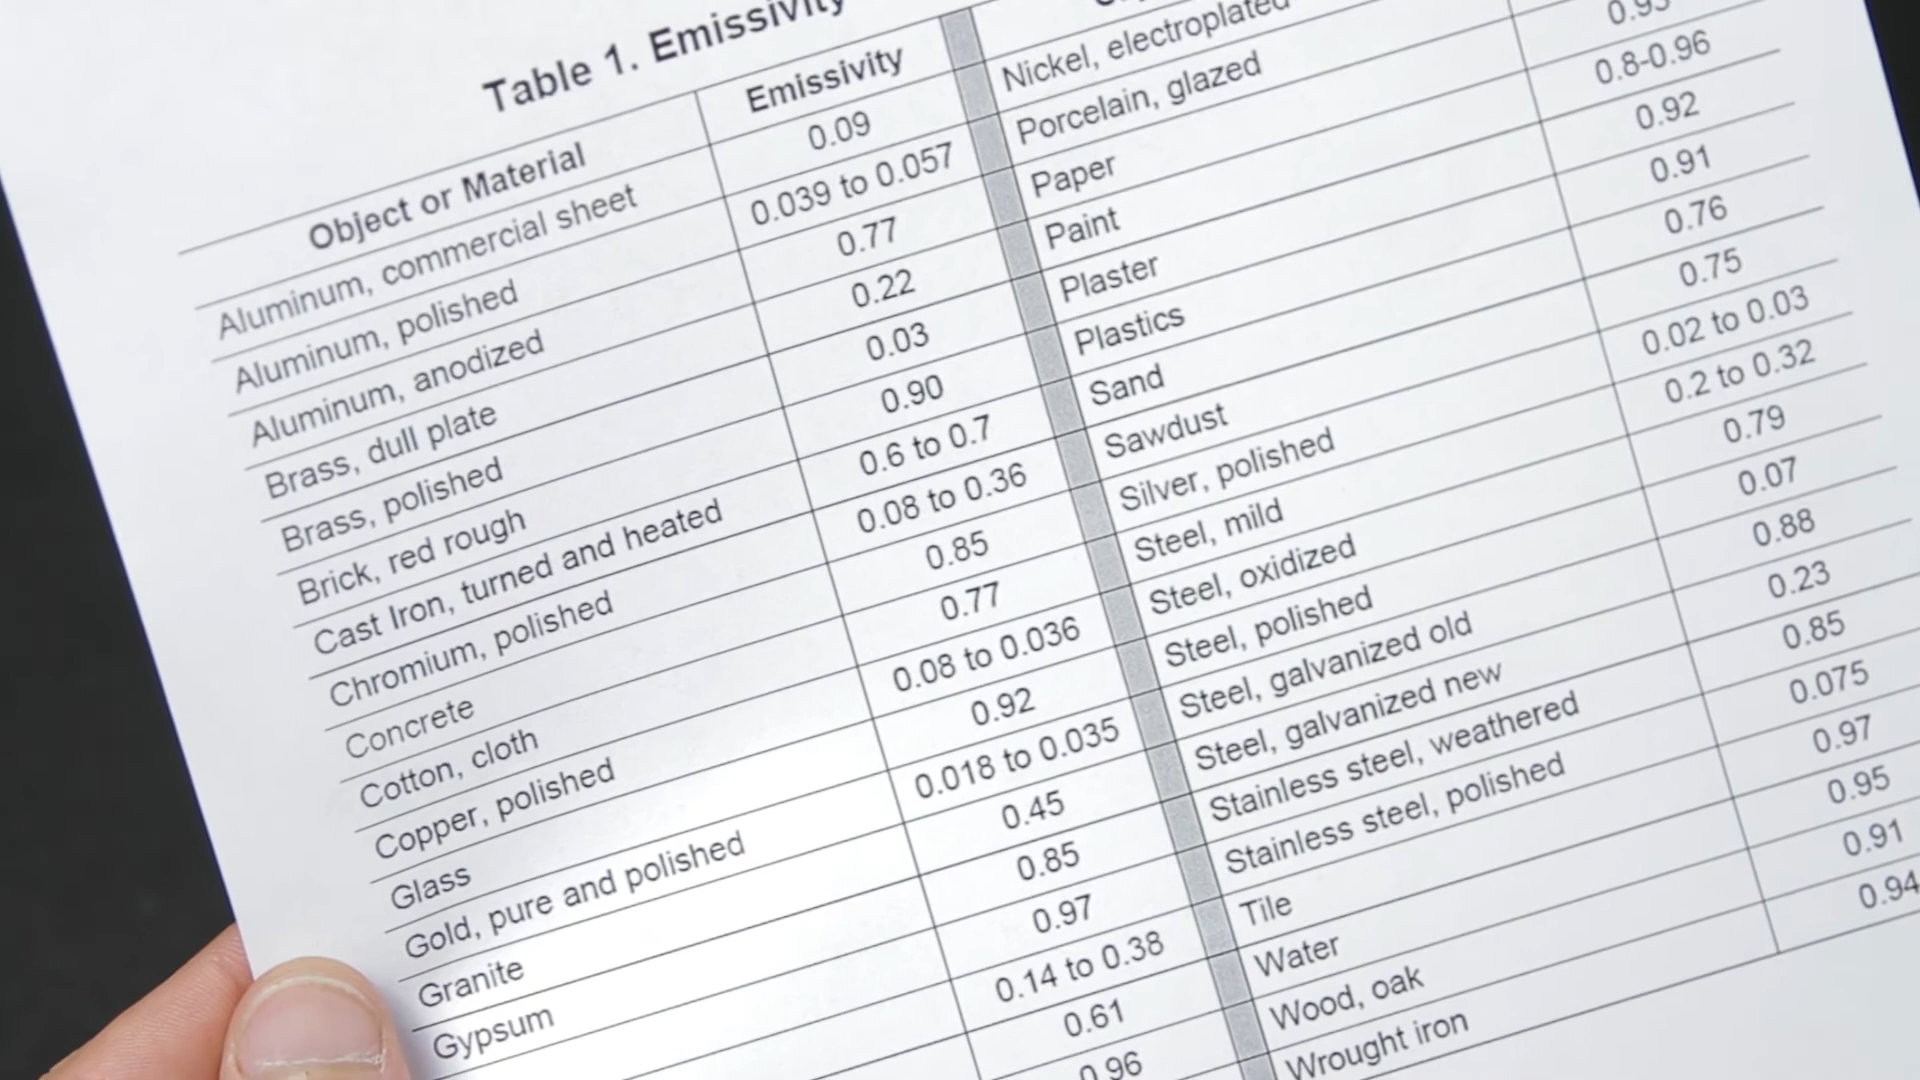 Table 1. Emissivity
Object or Material Emissivity
Aluminum, commercial sheet 0.09
Aluminum, polished 0.039 to 0.057
Aluminum, anodized 0.77
Brass, dull plate 0.22
Brass, polished 0.03
Brick, red rough 0.90
Cast Iron, turned and heated 0.6 to 0.7
Chromium, polished 0.08 to 0.36
Concrete 0.85
Cotton, cloth 0.77
Copper, polished 0.08 to 0.036
Glass 0.92
Gold, pure and polished 0.018 to 0.035
Granite 0.45
Gypsum 0.85
0.97
0.14 to 0.38
0.61
0.96
Nickel, electroplated
Porcelain, glazed
Paper
Paint 0.8-0.96
Plaster 0.92
Plastics 0.91
Sand 0.76
Sawdust 0.75
Silver, polished 0.02 to 0.03
Steel, mild 0.2 to 0.32
Steel, oxidized 0.79
Steel, polished 0.07
Steel, galvanized old 0.88
Steel, galvanized new 0.23
Stainless steel, weathered 0.85
Stainless steel, polished 0.075
Tile 0.97
Water 0.95
Wood, oak 0.91
Wrought iron 0.94